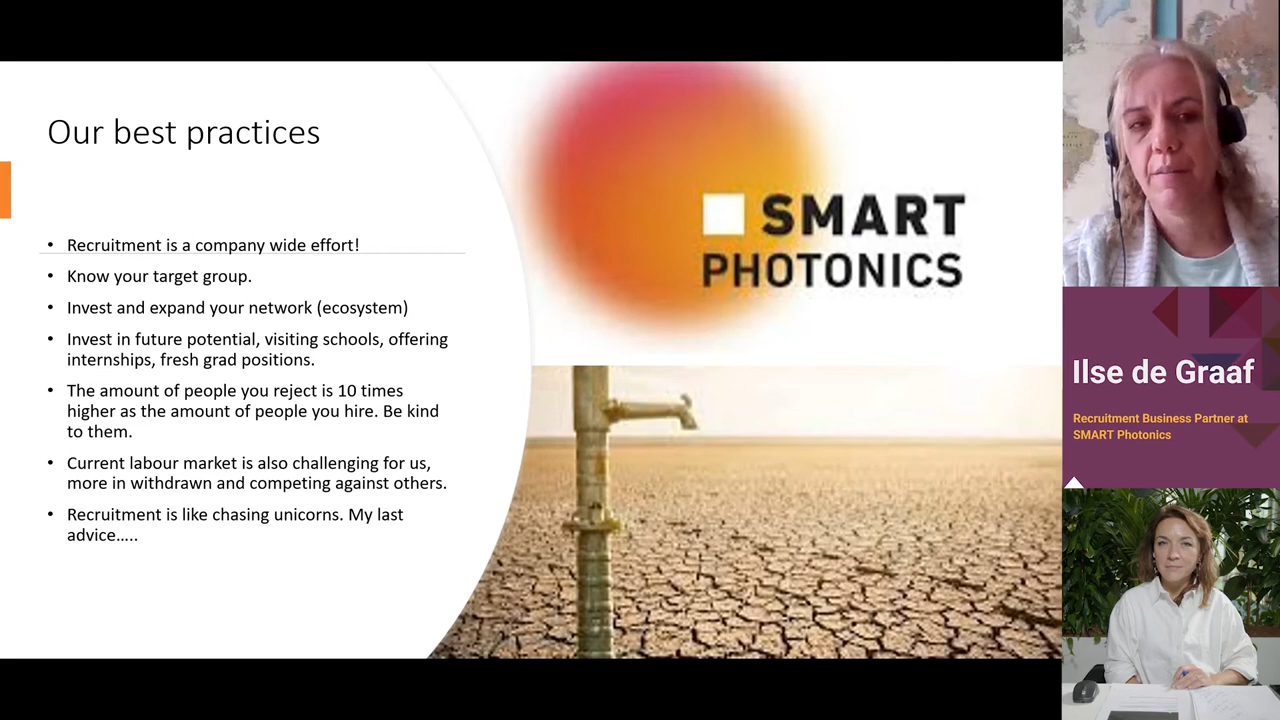 Our best practices
• Recruitment is a company wide effort!
• Know your target group.
• Invest and expand your network (ecosystem)
• Invest in future potential, visiting schools, offering
internships, fresh grad positions.
• The amount of people you reject is 10 times
higher as the amount of people you hire. Be kind
to them.
• Current labour market is also challenging for us,
more in withdrawn and competing against others.
• Recruitment is like chasing unicorns. My last
advice…..
SMART
PHOTONICS
Ilse de Graaf
Recruitment Business Partner at
SMART Photonics